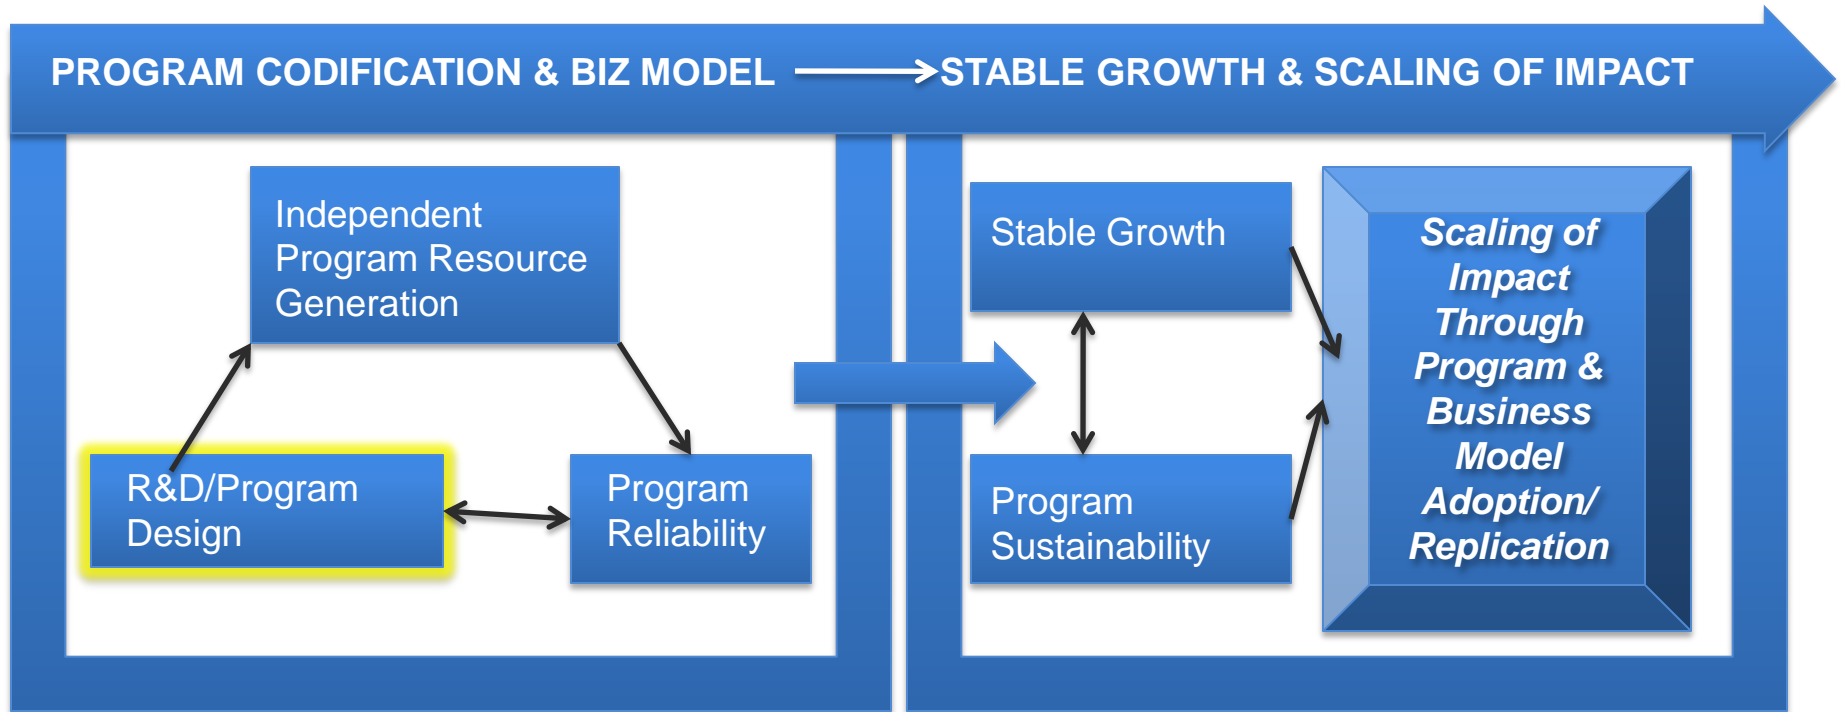 PROGRAM CODIFICATION & BIZ MODEL STABLE GROWTH & SCALING OF IMPACT
Independent
Program Resource
Generation
R&D/Program
Design
Program
Reliability
Stable Growth
Program
Sustainability
Scaling of
Impact
Through
Program &
Business
Model
Adoption/
Replication